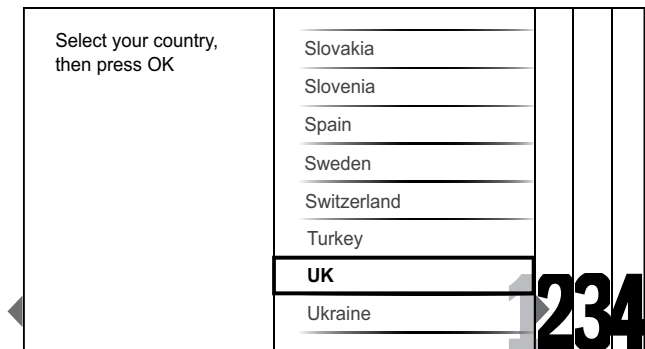 Select your country,
then press OK
Slovakia
Slovenia
Spain
Sweden
Switzerland
Turkey
UK
Ukraine
1234